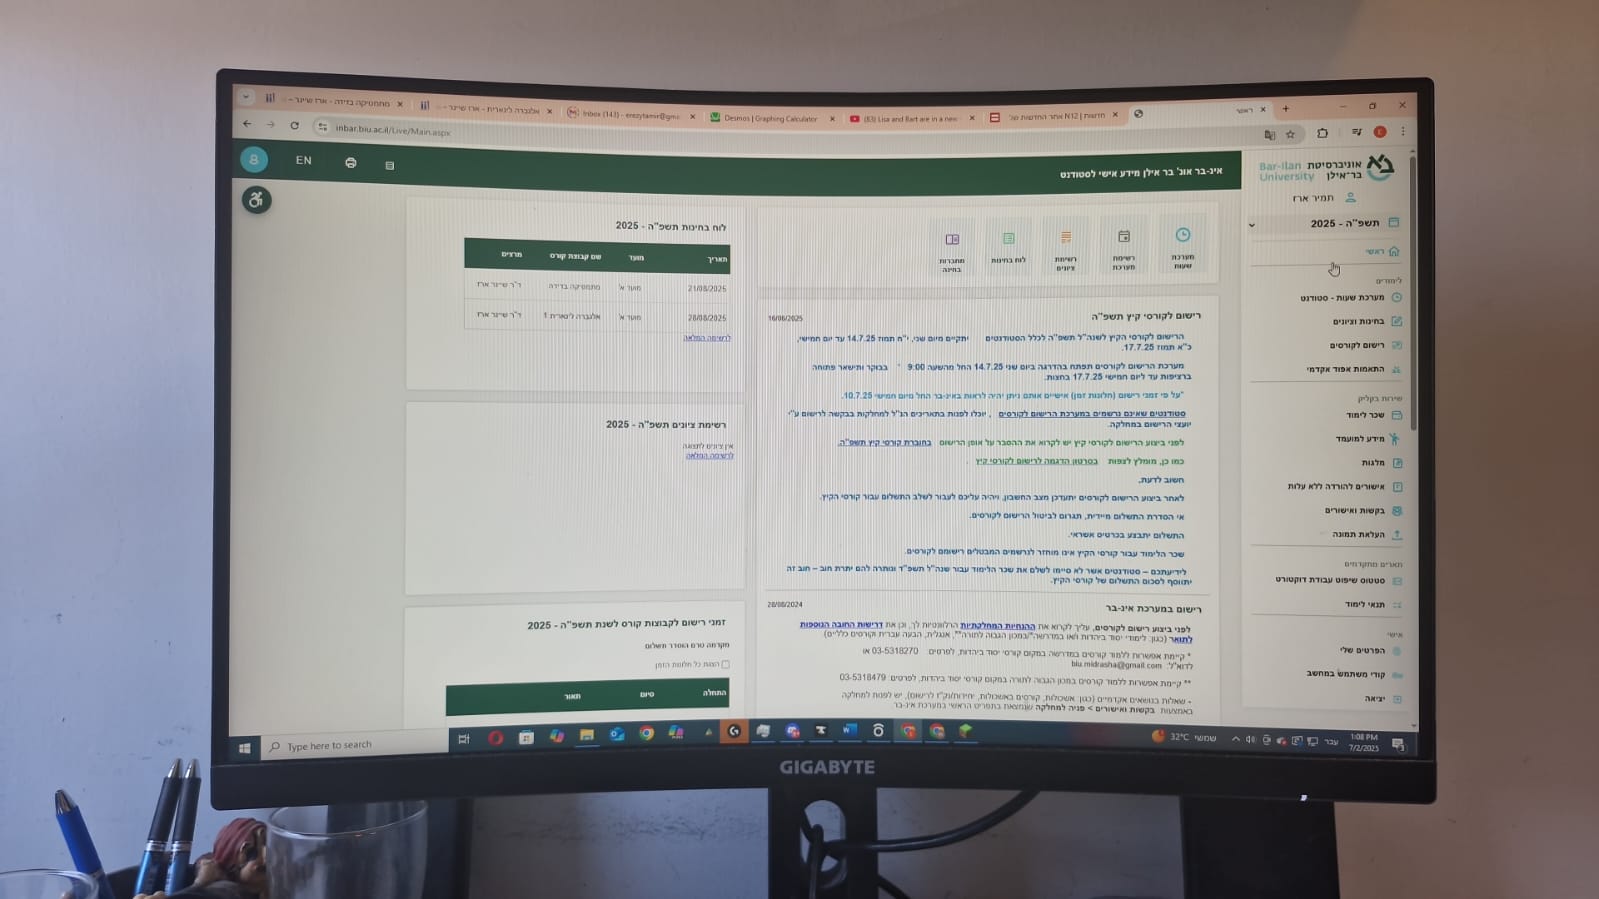 מתמטיקה בדידה - ארז שיינר -
אלגברה לינארית - ארז שיינר -
Inbox (143) - erezytamir@gma
Desmos | Graphing Calculator
(83) Lisa and Bart are in a new
חדשות | N12 אתר החדשות של
ראשי
inbar.biu.ac.il/Live/Main.aspx
EN
אינ-בר אונ' בר אילן מידע אישי לסטודנט
Bar-Ilan University
אוניברסיטת בר־אילן
תמיר ארז
תשפ"ה - 2025
ראשי
לימודים
מערכת שעות - סטודנט
בחינות וציונים
רישום לקורסים
התאמות אפוד אקדמי
שירות בקליק
שכר לימוד
מידע למועמד
מלגות
אישורים להורדה ללא עלות
בקשות ואישורים
העלאת תמונה
תארים מתקדמים
סטטוס שיפוט עבודת דוקטורט
תנאי לימוד
אישי
הפרטים שלי
קודי משתמש במחשב
יציאה
מערכת שעות
רשימת מערכת
רשימת ציונים
לוח בחינות
מחברות בחינה
רישום לקורסי קיץ תשפ"ה
16/06/2025
הרישום לקורסי הקיץ לשנה"ל תשפ"ה לכלל הסטודנטים יתקיים מיום שני, י"ח תמוז 14.7.25 עד יום חמישי,
כ"א תמוז 17.7.25.
מערכת הרישום לקורסים תפתח בהדרגה ביום שני 14.7.25 החל מהשעה 9:00 בבוקר ותישאר פתוחה
ברציפות עד ליום חמישי 17.7.25 בחצות.
"על פי זמני רישום (חלונות זמן) אישיים אותם ניתן יהיה לראות באינ-בר החל מיום חמישי 10.7.25.
סטודנטים שאינם נרשמים במערכת הרישום לקורסים , יוכלו לפנות בתאריכים הנ"ל למחלקות בבקשה לרישום ע"י
יועצי הרישום במחלקה.
לפני ביצוע הרישום לקורסי קיץ יש לקרוא את ההסבר על אופן הרישום בחוברת קורסי קיץ תשפ"ה.
כמו כן, מומלץ לצפות בסרטון הדגמה לרישום לקורסי קיץ .
חשוב לדעת,
לאחר ביצוע הרישום לקורסים יתעדכן מצב החשבון, ויהיה עליכם לעבור לשלב התשלום עבור קורסי הקיץ.
אי הסדרת התשלום מיידית, תגרום לביטול הרישום לקורסים.
התשלום יתבצע בכרטיס אשראי.
שכר הלימוד עבור קורסי הקיץ אינו מוחזר לנרשמים המבטלים רישומם לקורסים.
לידיעתכם – סטודנטים אשר לא סיימו לשלם את שכר הלימוד עבור שנה"ל תשפ"ד ונותרה להם יתרת חוב – חוב זה
יתווסף לסכום התשלום של קורסי הקיץ.
רישום במערכת אינ-בר
28/08/2024
לפני ביצוע רישום לקורסים, עליך לקרוא את ההנחיות המחלקתיות הרלוונטיות לך, וכן את דרישות החובה הנוספות
לתואר (כגון: לימודי יסוד ביהדות ו/או במדרשה*/במכון הגבוה לתורה**, אנגלית, הבעה עברית וקורסים כלליים)
* קיימת אפשרות ללמוד קורסים במדרשה במקום קורסי יסוד ביהדות, לפרטים: 03-5318270 או
לדוא"ל: biu.midrasha@gmail.com
** קיימת אפשרות ללמוד קורסים במכון הגבוה לתורה במקום קורסי יסוד ביהדות, לפרטים 03-5318479
- שאלות בנושאים אקדמיים (כגון: אשכולות, קורסים באשכולות, יחידות/נק"ז לרישום), יש לפנות למחלקה
באמצעות בקשות ואישורים > פניה למחלקה שנמצאת בתפריט הראשי במערכת אינ-בר.
לוח בחינות תשפ"ה - 2025
תאריך מועד שם קבוצת קורס מרצים
21/08/2025 מועד א' מתמטיקה בדידה ד"ר שיינר ארז
28/08/2025 מועד א' אלגברה לינארית 1 ד"ר שיינר ארז
לרשימה המלאה
רשימת ציונים תשפ"ה - 2025
אין ציונים לתצוגה
לרשימה המלאה
זמני רישום לקבוצות קורס לשנת תשפ"ה - 2025
מקדמה טרם הוסדר תשלום
הצגת כל חלונות הזמן
התחלה סיום תאור
Type here to search
32°C שמשי
עבר
1:08 PM
7/2/2025
GIGABYTE